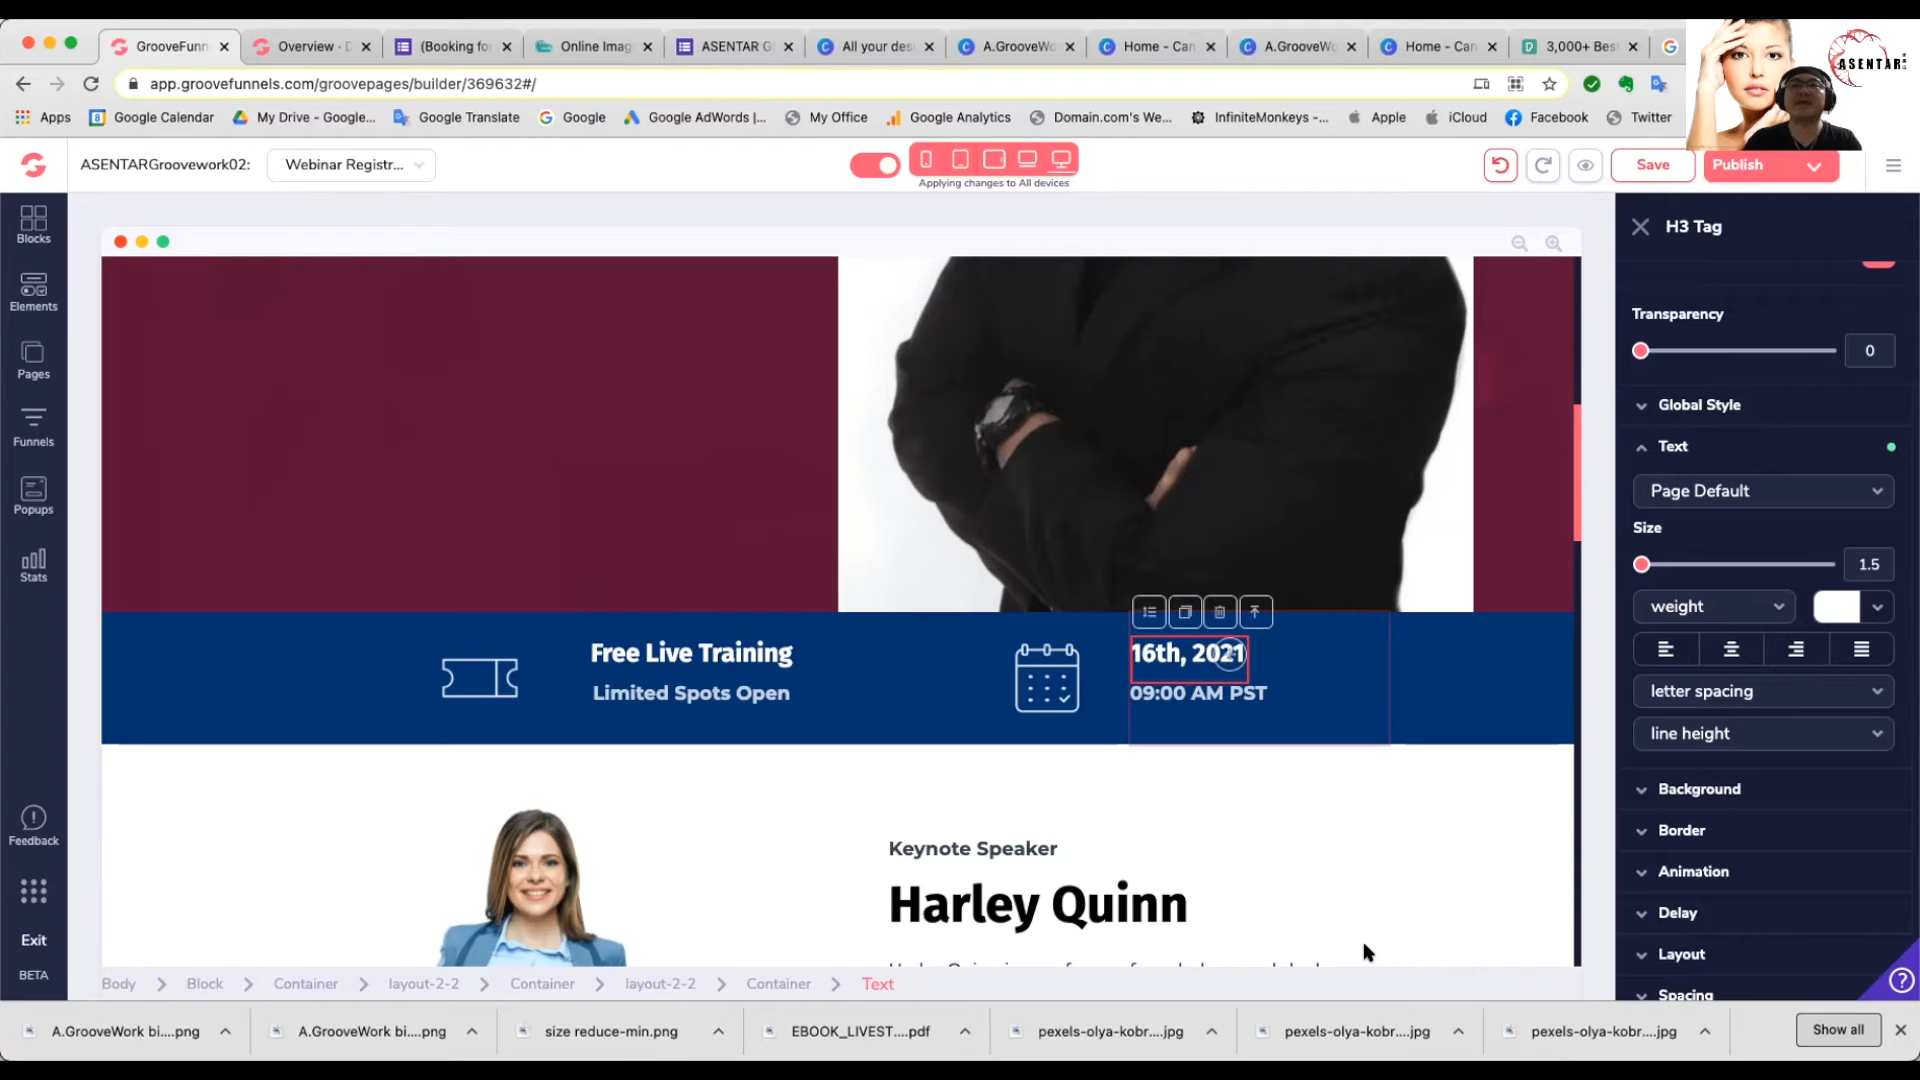 GrooveFunn
Overview · D
(Booking fo
Online Imag
ASENTAR G
All your des
A.GrooveWo
Home - Can
A.GrooveWo
Home - Can
3,000+ Bes
app.groovefunnels.com/groovepages/builder/369632#/
Apps
Google Calendar
My Drive - Google...
Google Translate
Google
Google AdWords |...
My Office
Google Analytics
Domain.com's We...
InfiniteMonkeys -...
Apple
iCloud
Facebook
Twitter
ASENTAR
ASENTARGroovework02:
Webinar Registr...
Applying changes to All devices
Save
Publish
Blocks
Elements
Pages
Funnels
Popups
Stats
Feedback
Exit
BETA
Free Live Training
Limited Spots Open
16th, 2021
09:00 AM PST
Keynote Speaker
Harley Quinn
Body
Block
Container
layout-2-2
Container
layout-2-2
Container
Text
H3 Tag
Transparency
0
Global Style
Text
Page Default
Size
1.5
weight
letter spacing
line height
Background
Border
Animation
Delay
Layout
Spacing
?
A.GrooveWork bi....png
A.GrooveWork bi....png
size reduce-min.png
EBOOK_LIVEST....pdf
pexels-olya-kobr....jpg
pexels-olya-kobr....jpg
pexels-olya-kobr....jpg
Show all